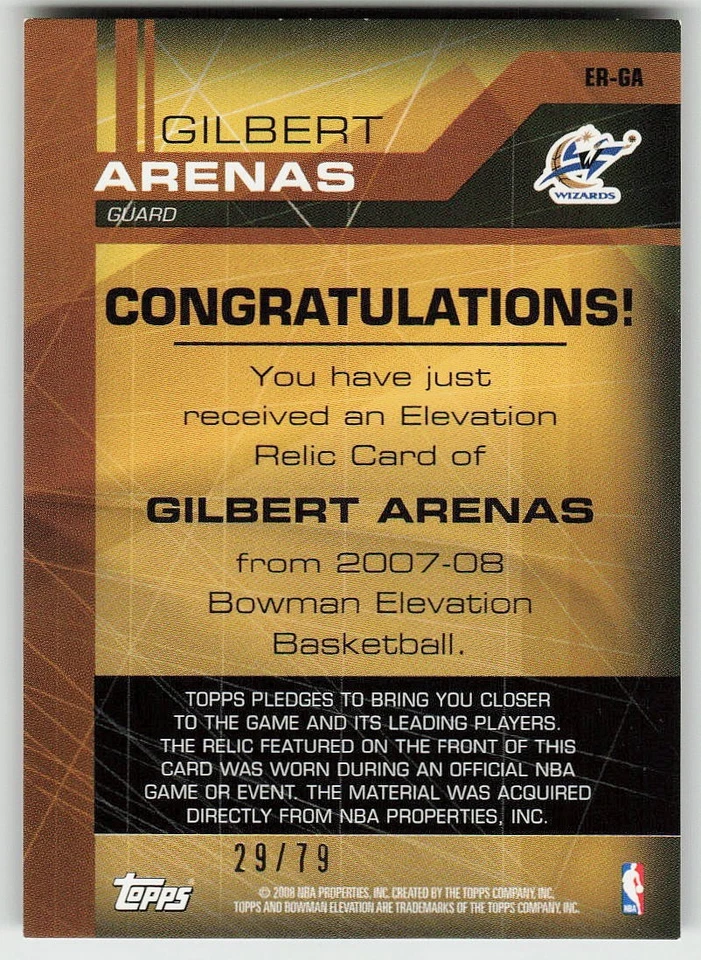 ER-GA
GILBERT
ARENAS
GUARD
WIZARDS
CONGRATULATIONS!
You have just
received an Elevation
Relic Card of
GILBERT ARENAS
from 2007-08
Bowman Elevation
Basketball.
TOPPS PLEDGES TO BRING YOU CLOSER
TO THE GAME AND ITS LEADING PLAYERS.
THE RELIC FEATURED ON THE FRONT OF THIS
CARD WAS WORN DURING AN OFFICIAL NBA
GAME OR EVENT. THE MATERIAL WAS ACQUIRED
DIRECTLY FROM NBA PROPERTIES, INC.
29/79
TOPPS
© 2008 NBA PROPERTIES, INC. CREATED BY THE TOPPS COMPANY, INC.
TOPPS AND BOWMAN ELEVATION ARE TRADEMARKS OF THE TOPPS COMPANY, INC.
NBA